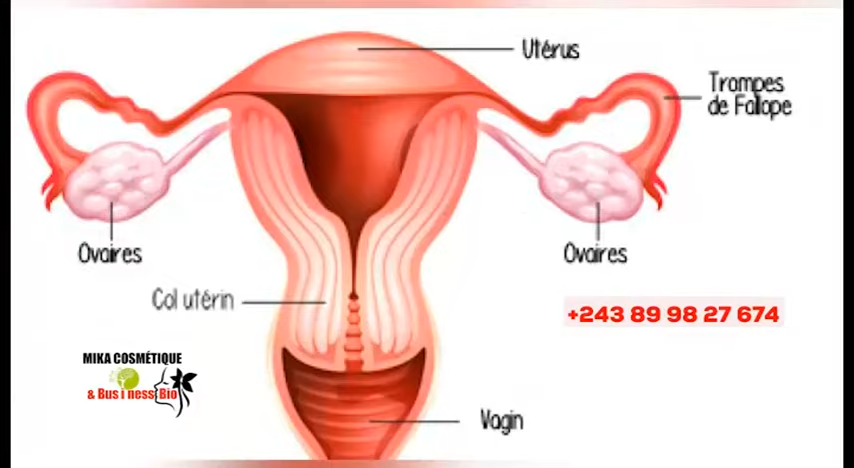 Utérus
Trompes
de Fallope
Ovaires
Ovaires
Col utérin
+243 89 98 27 674
MIKA COSMÉTIQUE
& Bus i ness Bio
Vagin